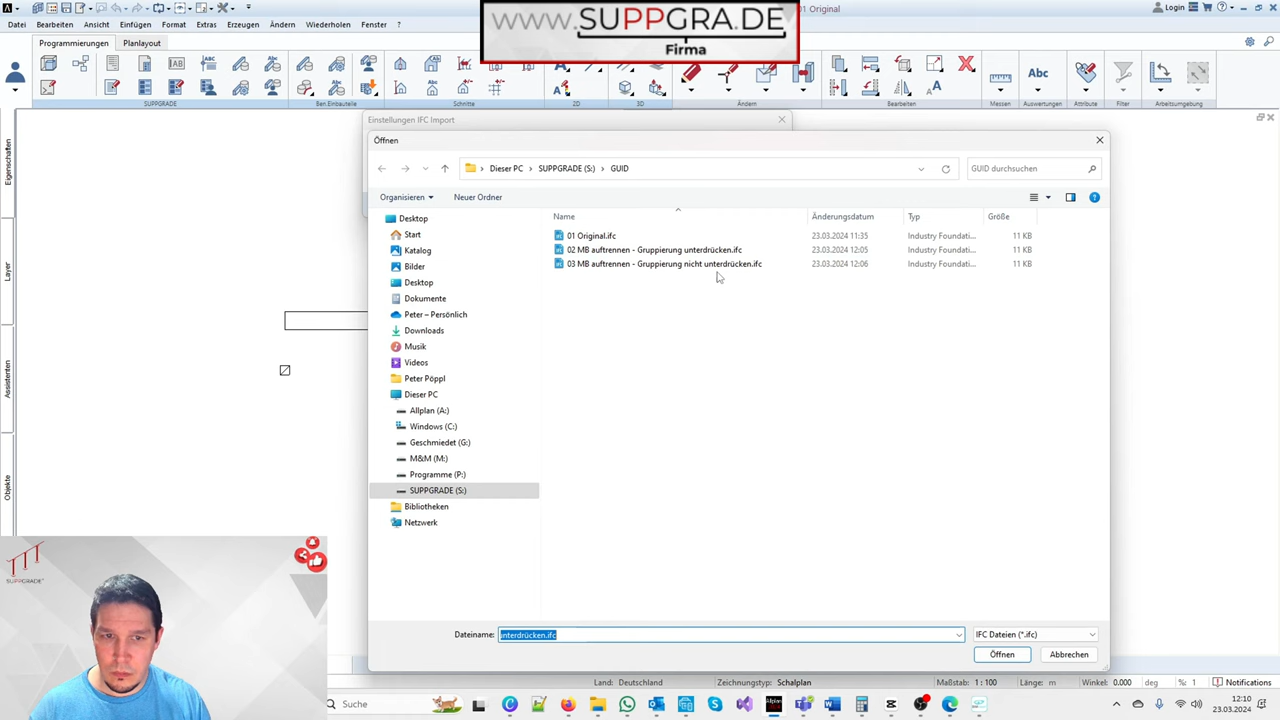 Datei Bearbeiten Ansicht Einfügen Format Extras Erzeugen Ändern Wiederholen Fenster
01 Original
Login
www.SUPPGRA.DE
Firma
Programmierungen Planlayout
SUPPGRADE Ben.Einbauteile Schnitte 2D 3D Ändern Bearbeiten Messen Auswertungen Attribute Filter Arbeitsumgebung
Abc
Eigenschaften
Layer
Assistenten
Objekte
Einstellungen IFC Import
Öffnen
Dieser PC > SUPPGRADE (S:) > GUID
GUID durchsuchen
Organisieren Neuer Ordner
Name Änderungsdatum Typ Größe
01 Original.ifc 23.03.2024 11:35 Industry Foundati... 11 KB
02 MB auftrennen - Gruppierung unterdrücken.ifc 23.03.2024 12:05 Industry Foundati... 11 KB
03 MB auftrennen - Gruppierung nicht unterdrücken.ifc 23.03.2024 12:06 Industry Foundati... 11 KB
Desktop
Start
Katalog
Bilder
Desktop
Dokumente
Peter – Persönlich
Downloads
Musik
Videos
Peter Pöppl
Dieser PC
Allplan (A:)
Windows (C:)
Geschmiedet (G:)
M&M (M:)
Programme (P:)
SUPPGRADE (S:)
Bibliotheken
Netzwerk
SUPPGRADE
Dateiname: unterdrücken.ifc IFC Dateien (*.ifc)
Öffnen Abbrechen
Land: Deutschland Zeichnungstyp: Schalplan Maßstab: 1 : 100 Länge: m Winkel: 0.000 deg % 1 Notifications
Suche
12:10
23.03.2024